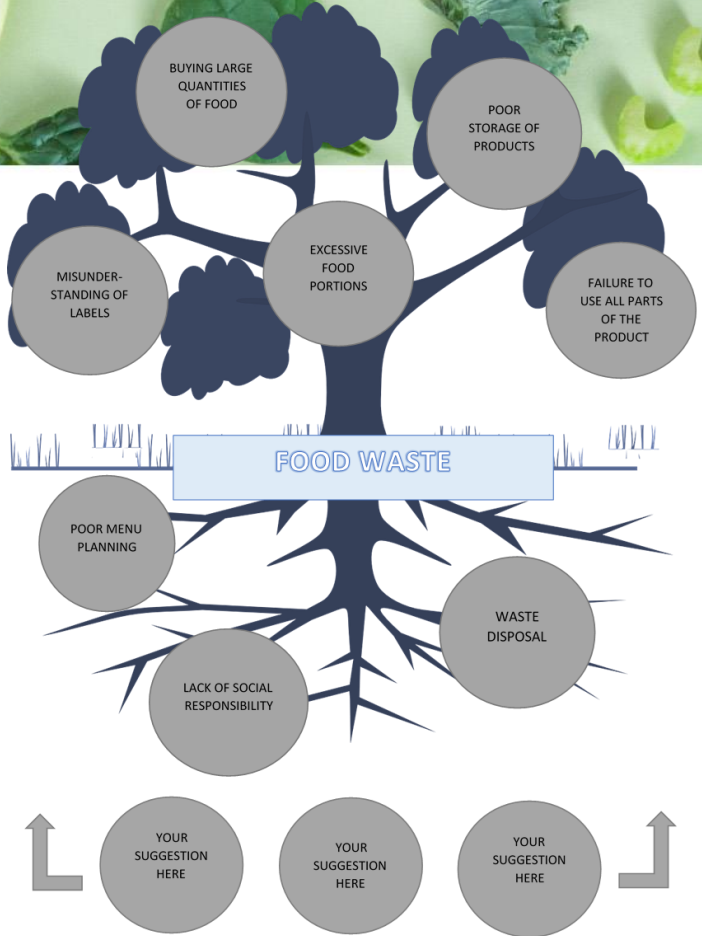 BUYING LARGE
QUANTITIES
OF FOOD
POOR
STORAGE OF
PRODUCTS
EXCESSIVE
FOOD
PORTIONS
MISUNDER-
STANDING OF
LABELS
FAILURE TO
USE ALL PARTS
OF THE
PRODUCT
FOOD WASTE
POOR MENU
PLANNING
WASTE
DISPOSAL
LACK OF SOCIAL
RESPONSIBILITY
YOUR
SUGGESTION
HERE
YOUR
SUGGESTION
HERE
YOUR
SUGGESTION
HERE